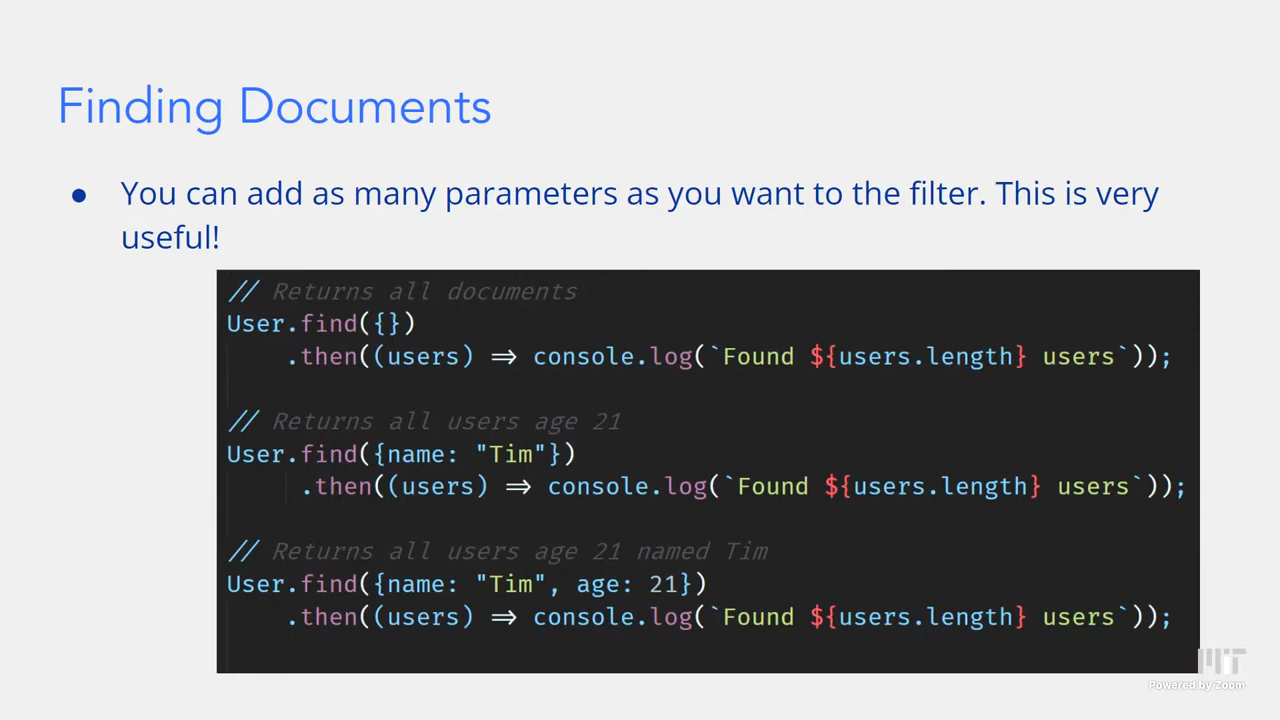 Finding Documents
● You can add as many parameters as you want to the filter. This is very
useful!
// Returns all documents
User.find({})
.then((users) => console.log(`Found ${users.length} users`));
// Returns all users age 21
User.find({name: "Tim"})
.then((users) => console.log(`Found ${users.length} users`));
// Returns all users age 21 named Tim
User.find({name: "Tim", age: 21})
.then((users) => console.log(`Found ${users.length} users`));
MIT
Powered by Zoom